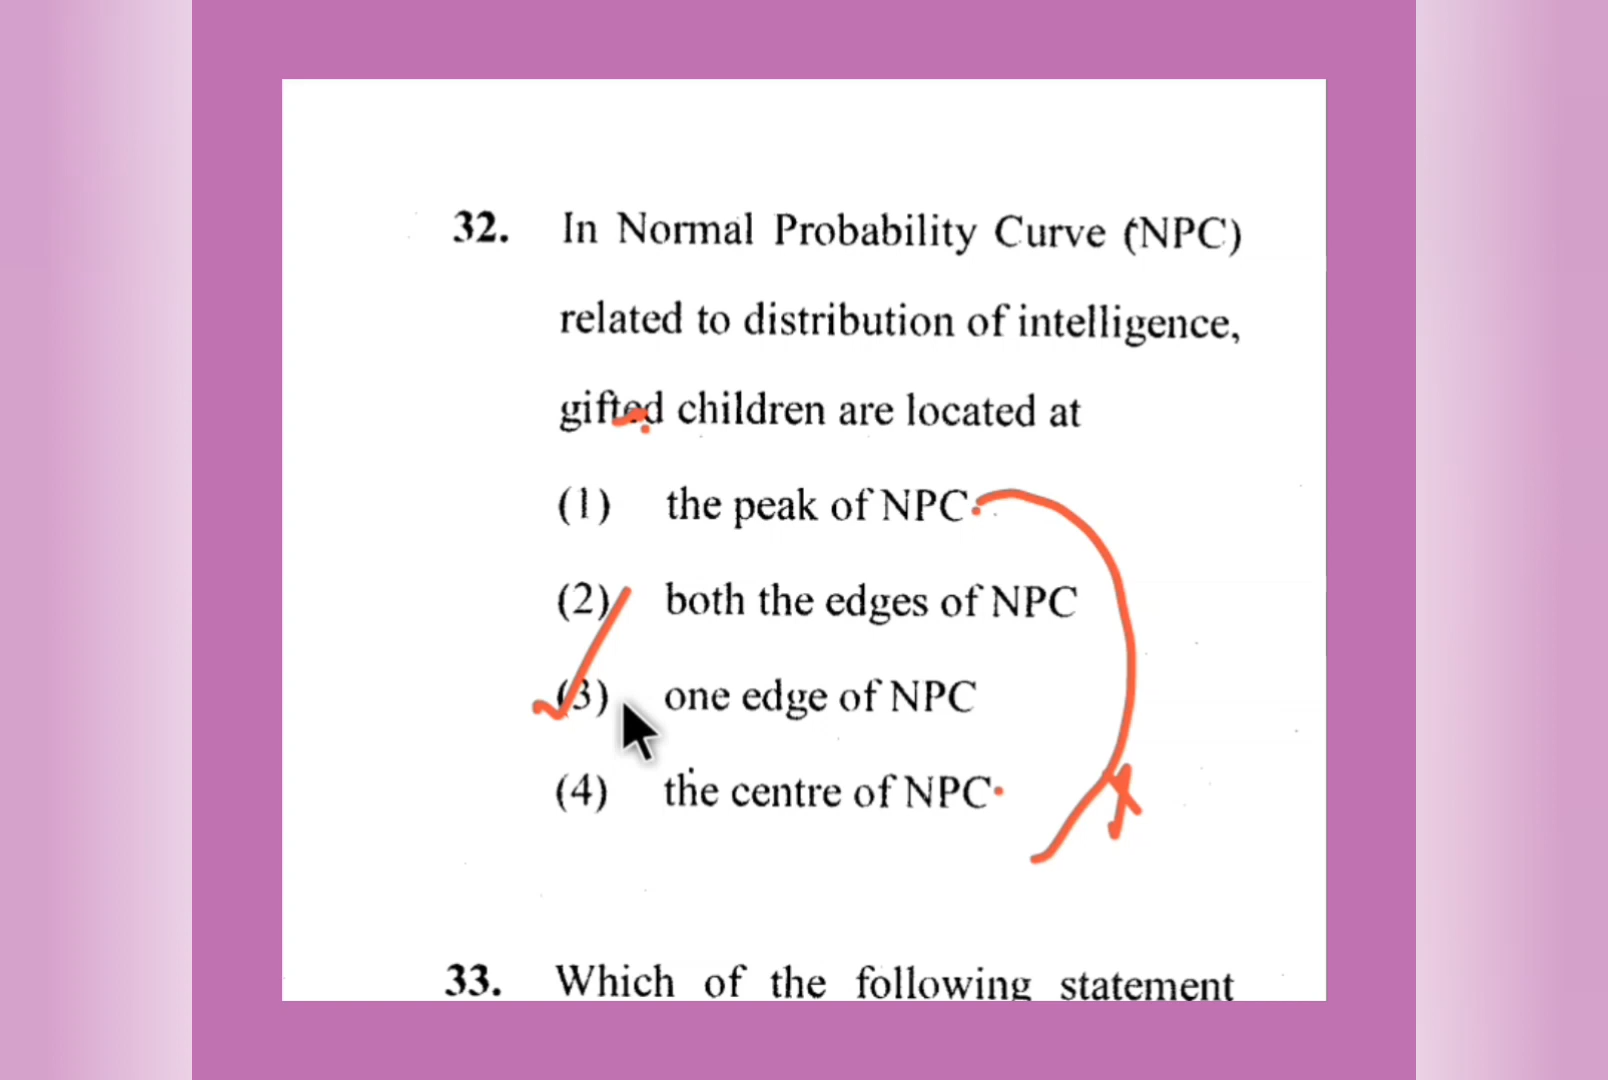 32. In Normal Probability Curve (NPC)
related to distribution of intelligence,
gifted children are located at
(1) the peak of NPC
(2) both the edges of NPC
(3) one edge of NPC
(4) the centre of NPC
33. Which of the following statement